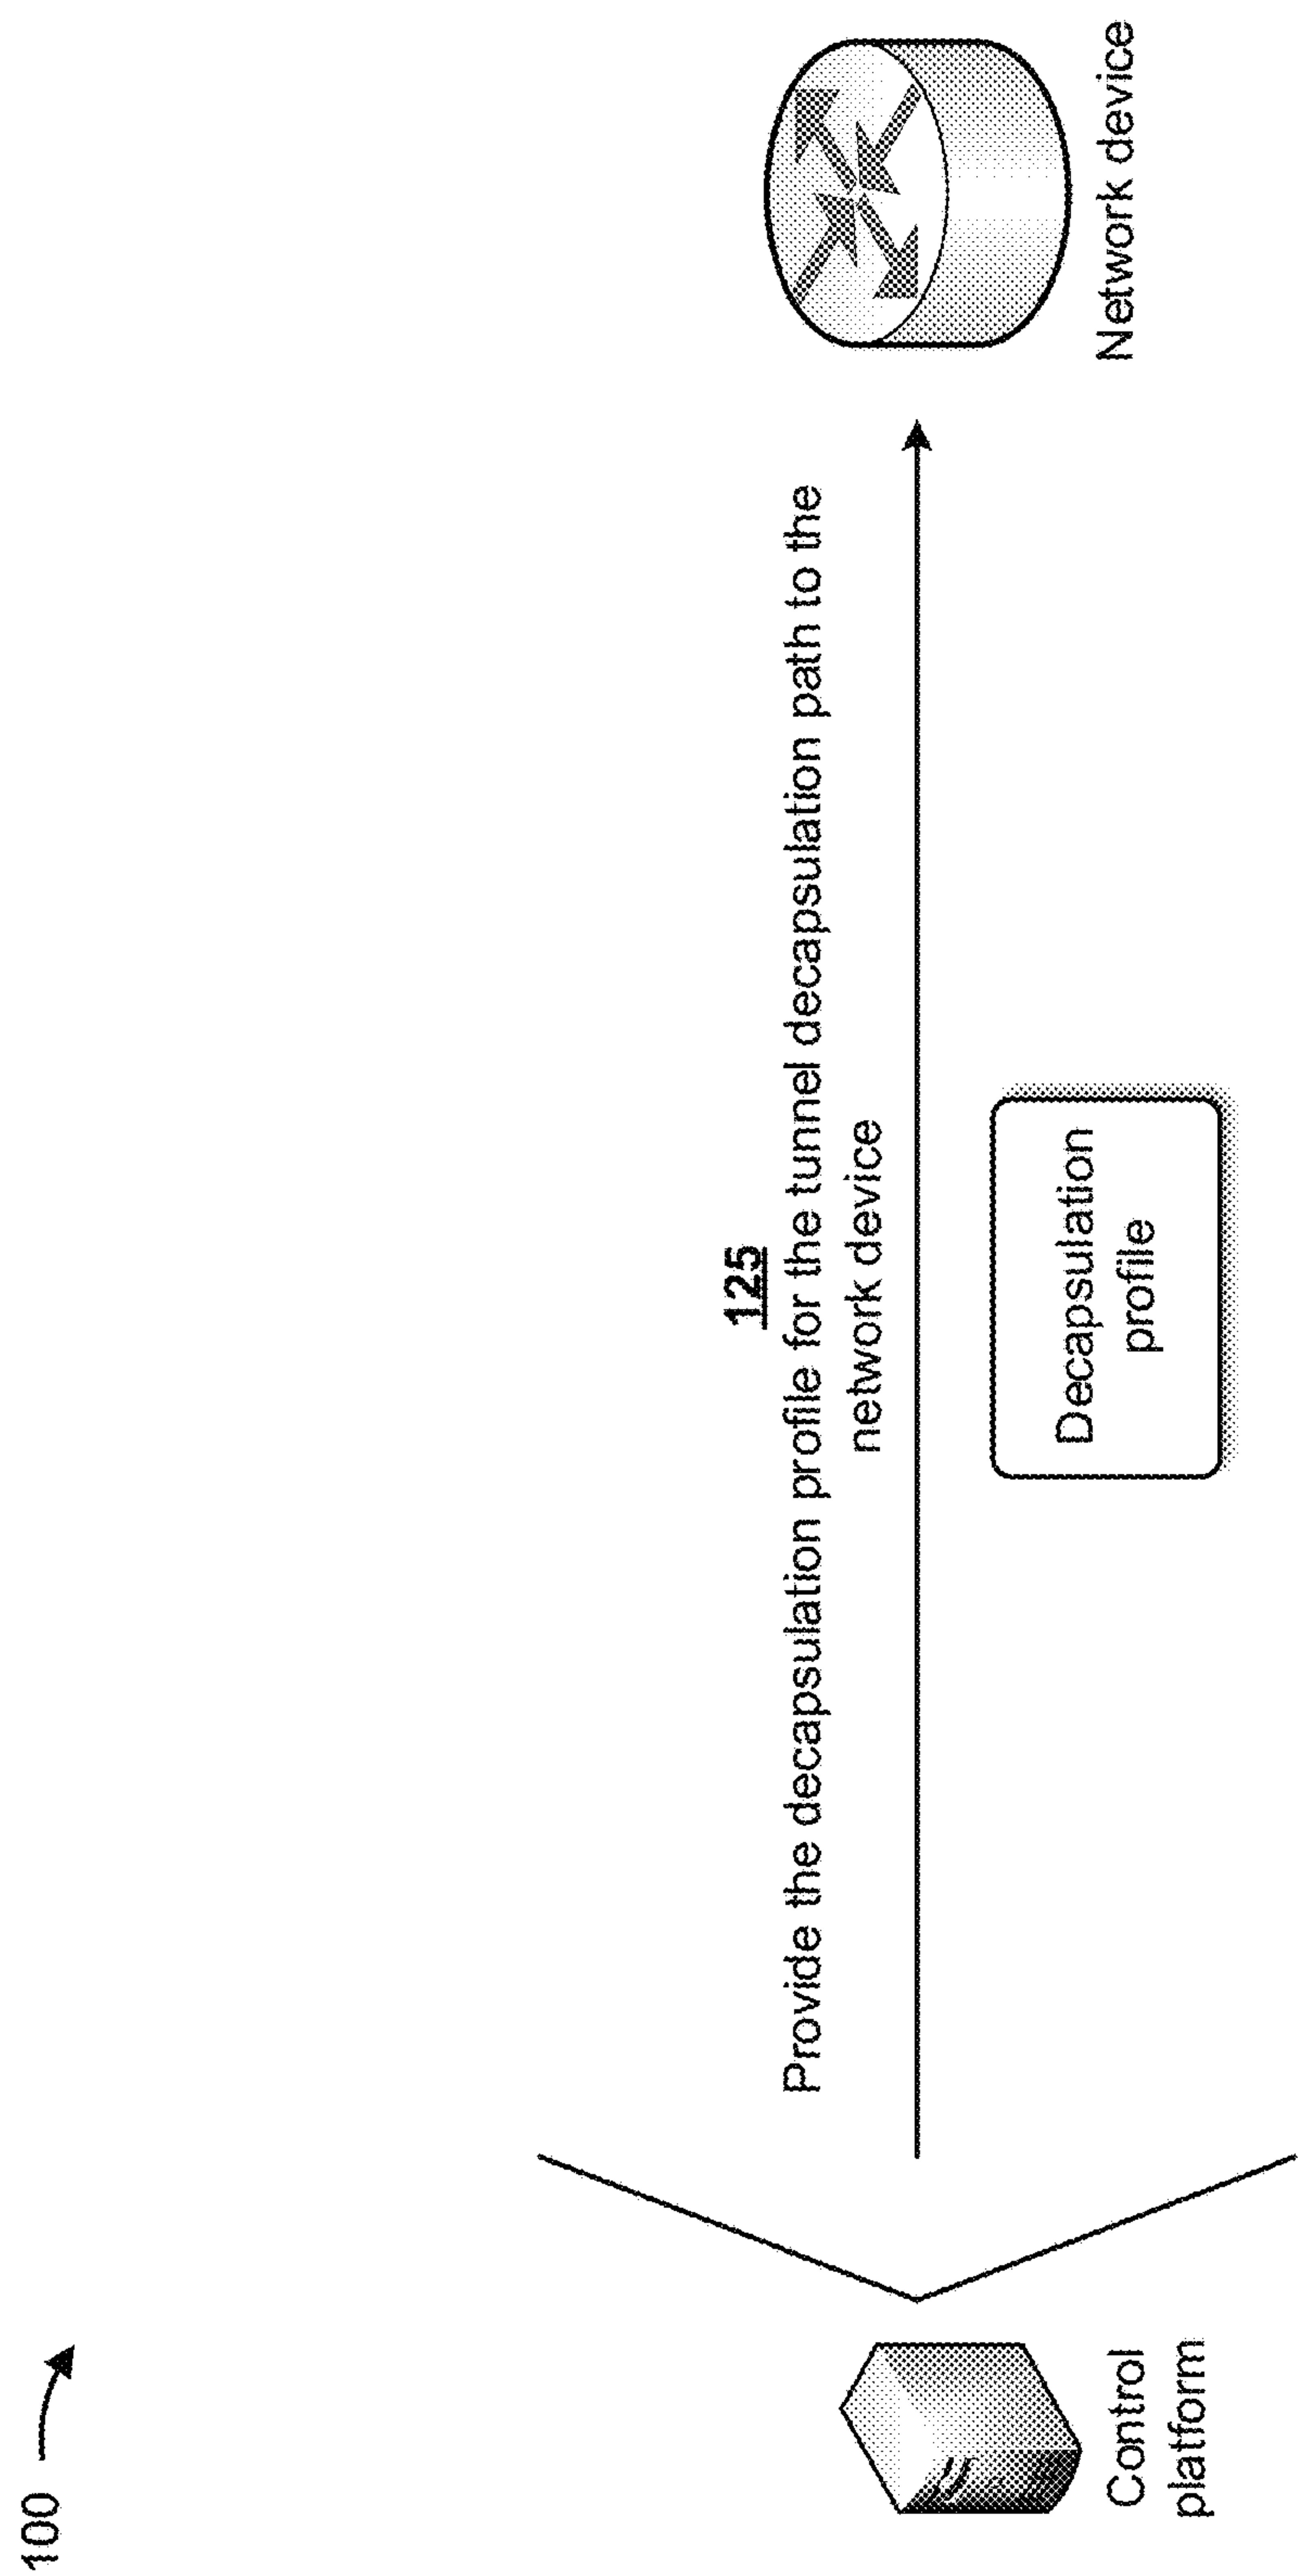 100
125
Provide the decapsulation profile for the tunnel decapsulation path to the
network device
Decapsulation
profile
Control
platform
Network device